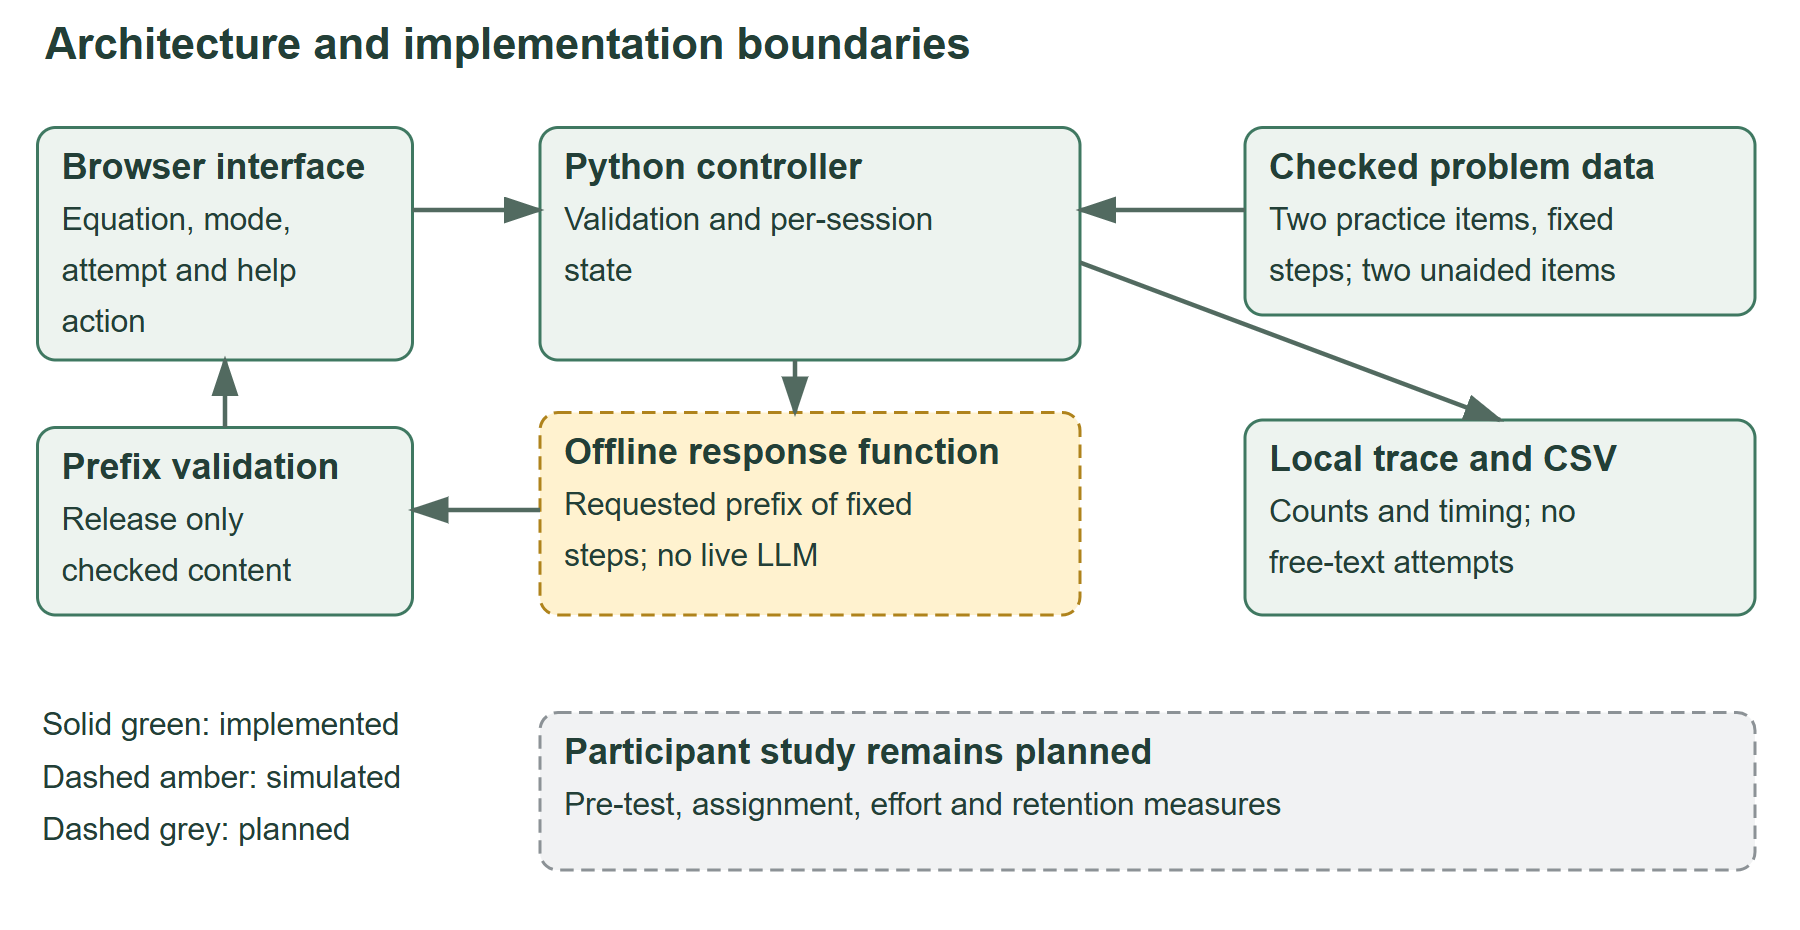 Architecture and implementation boundaries
Browser interface
Equation, mode,
attempt and help
action
Python controller
Validation and per-session
state
Checked problem data
Two practice items, fixed
steps; two unaided items
Prefix validation
Release only
checked content
Offline response function
Requested prefix of fixed
steps; no live LLM
Local trace and CSV
Counts and timing; no
free-text attempts
Solid green: implemented
Dashed amber: simulated
Dashed grey: planned
Participant study remains planned
Pre-test, assignment, effort and retention measures